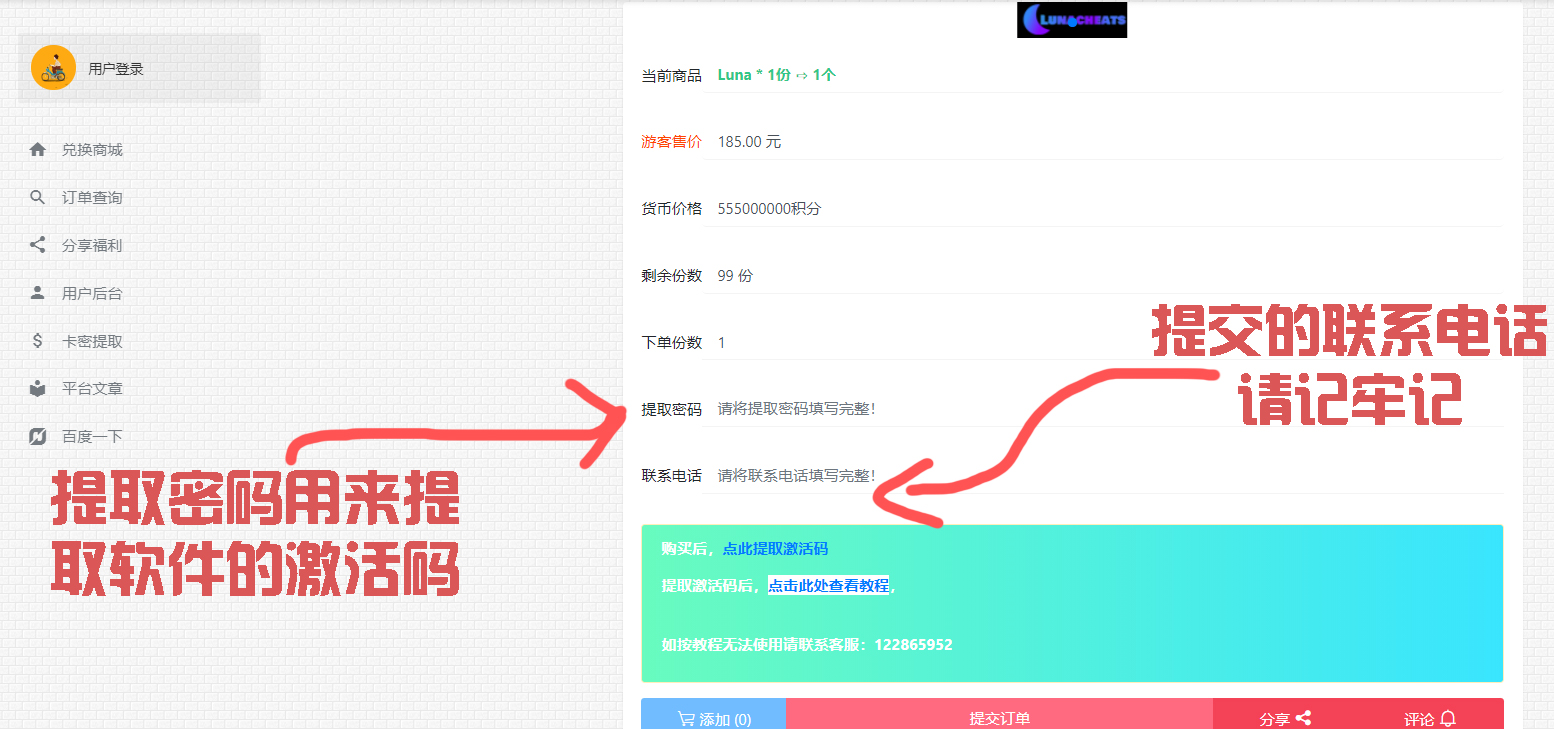 LUNACHEATS
用户登录
当前商品 Luna * 1份 ⇨ 1个
兑换商城
游客售价 185.00 元
订单查询
货币价格 555000000积分
分享福利
剩余份数 99 份
用户后台
卡密提取
下单份数 1
提交的联系电话
请记牢记
平台文章
提取密码 请将提取密码填写完整!
百度一下
联系电话 请将联系电话填写完整!
提取密码用来提
取软件的激活码
购买后，点此提取激活码
提取激活码后，点击此处查看教程，
如按教程无法使用请联系客服：122865952
添加 (0) 提交订单 分享 评论